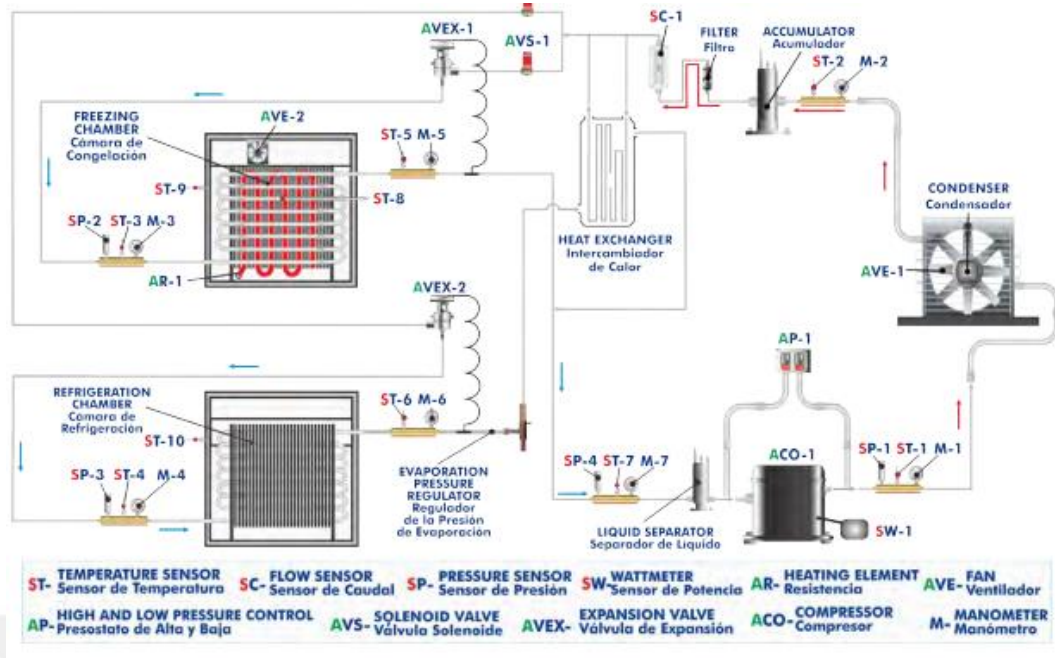 AVEX-1
AVS-1
SC-1
FILTER
Filtro
ACCUMULATOR
Acumulador
ST-2
M-2
FREEZING
CHAMBER
Cámara de
Congelación
AVE-2
ST-5 M-5
ST-9
ST-8
SP-2 ST-3 M-3
AR-1
HEAT EXCHANGER
Intercambiador
de Calor
CONDENSER
Condensador
AVE-1
AVEX-2
AP-1
REFRIGERATION
CHAMBER
Cámara de
Refrigeración
ST-6 M-6
ST-10
SP-3 ST-4 M-4
EVAPORATION
PRESSURE
REGULATOR
Regulador
de la Presión
de Evaporación
SP-4 ST-7 M-7
LIQUID SEPARATOR
Separador de Líquido
ACO-1
SP-1 ST-1 M-1
SW-1
ST- TEMPERATURE SENSOR
Sensor de Temperatura
SC- FLOW SENSOR
Sensor de Caudal
SP- PRESSURE SENSOR
Sensor de Presión
SW- WATTMETER
Sensor de Potencia
AR- HEATING ELEMENT
Resistencia
AVE- FAN
Ventilador
AP- HIGH AND LOW PRESSURE CONTROL
Presostato de Alta y Baja
AVS- SOLENOID VALVE
Válvula Solenoide
AVEX- EXPANSION VALVE
Válvula de Expansión
ACO- COMPRESSOR
Compresor
M- MANOMETER
Manómetro